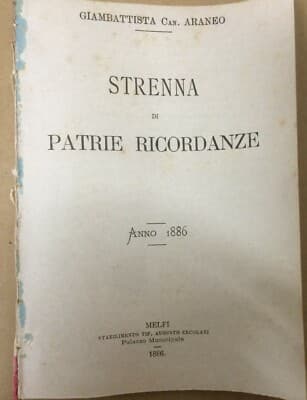 GIAMBATTISTA CAN. ARANEO
STRENNA
DI
PATRIE RICORDANZE
ANNO 1886
MELFI
STABILIMENTO TIP. AUGUSTO ERCOLANI
Palazzo Municipale
1886.